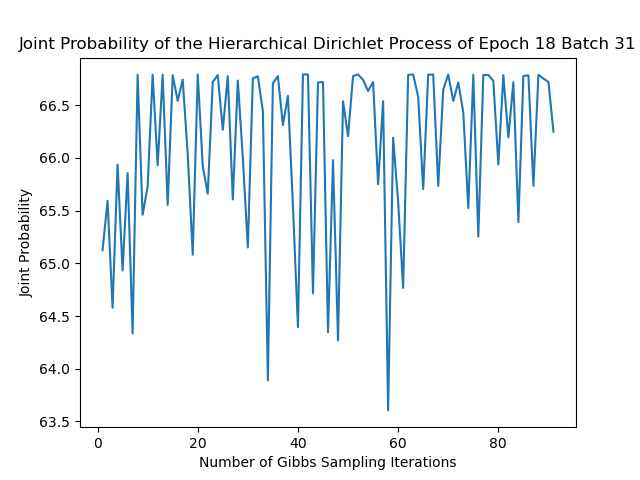 Joint Probability of the Hierarchical Dirichlet Process of Epoch 18 Batch 31
66.5
66.0
65.5
65.0
64.5
64.0
63.5
Joint Probability
0 20 40 60 80
Number of Gibbs Sampling Iterations